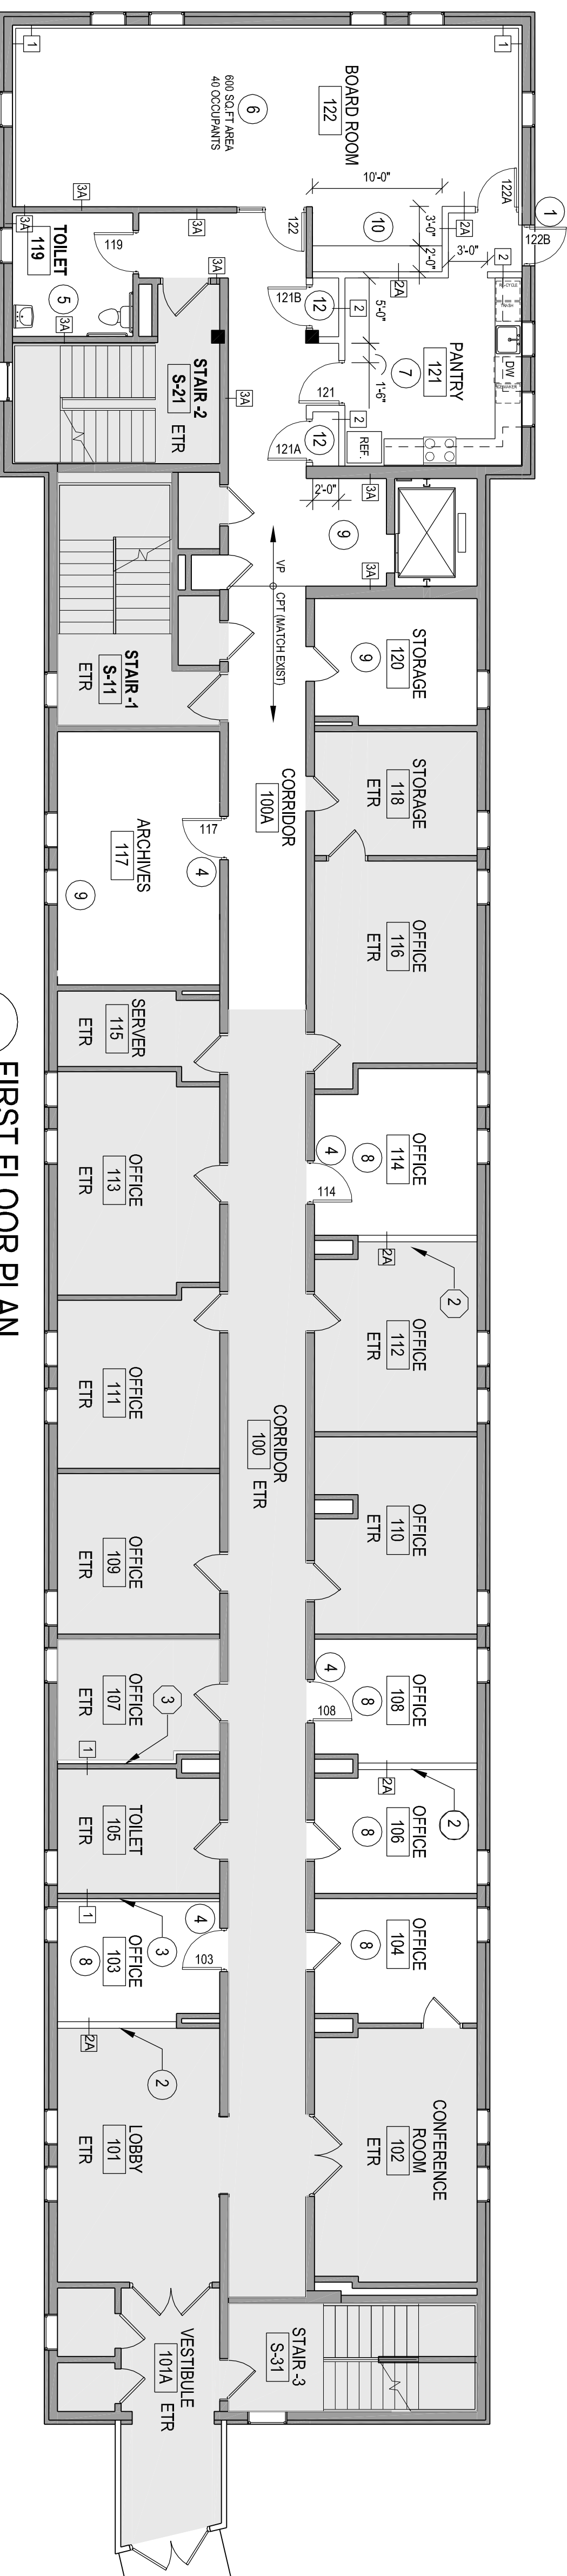 1
1
6
600 SQ.FT AREA
40 OCCUPANTS
BOARD ROOM
122
122A
1
122B
10'-0"
10
3'-0"
2'-0"
2A
3'-0"
2
2A
3A
3A
3A
122
119
TOILET
119
5
3A
3A
STAIR -2
S-21
ETR
3A
121B
12
2
5'-0"
1'-6"
121
121A
12
2
PANTRY
121
7
RE-CYCLE
TRASH
DW
REF.
3A
2'-0"
9
3A
VP
CPT (MATCH EXIST)
STAIR -1
S-11
ETR
STORAGE
120
9
CORRIDOR
100A
STORAGE
118
ETR
117
4
ARCHIVES
117
9
OFFICE
116
ETR
SERVER
115
ETR
OFFICE
114
8
4
114
OFFICE
113
ETR
2A
2
OFFICE
112
ETR
OFFICE
111
ETR
CORRIDOR
100
ETR
OFFICE
110
ETR
OFFICE
109
ETR
OFFICE
108
8
4
108
OFFICE
107
ETR
3
1
2A
2
OFFICE
106
8
TOILET
105
ETR
1
3
OFFICE
104
8
4
103
OFFICE
103
8
2A
2
LOBBY
101
ETR
CONFERENCE
ROOM
102
ETR
STAIR -3
S-31
VESTIBULE
101A
ETR
FIRST FLOOR PLAN